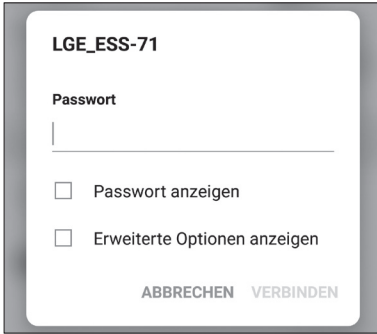 LGE_ESS-71
Passwort
Passwort anzeigen
Erweiterte Optionen anzeigen
ABBRECHEN VERBINDEN